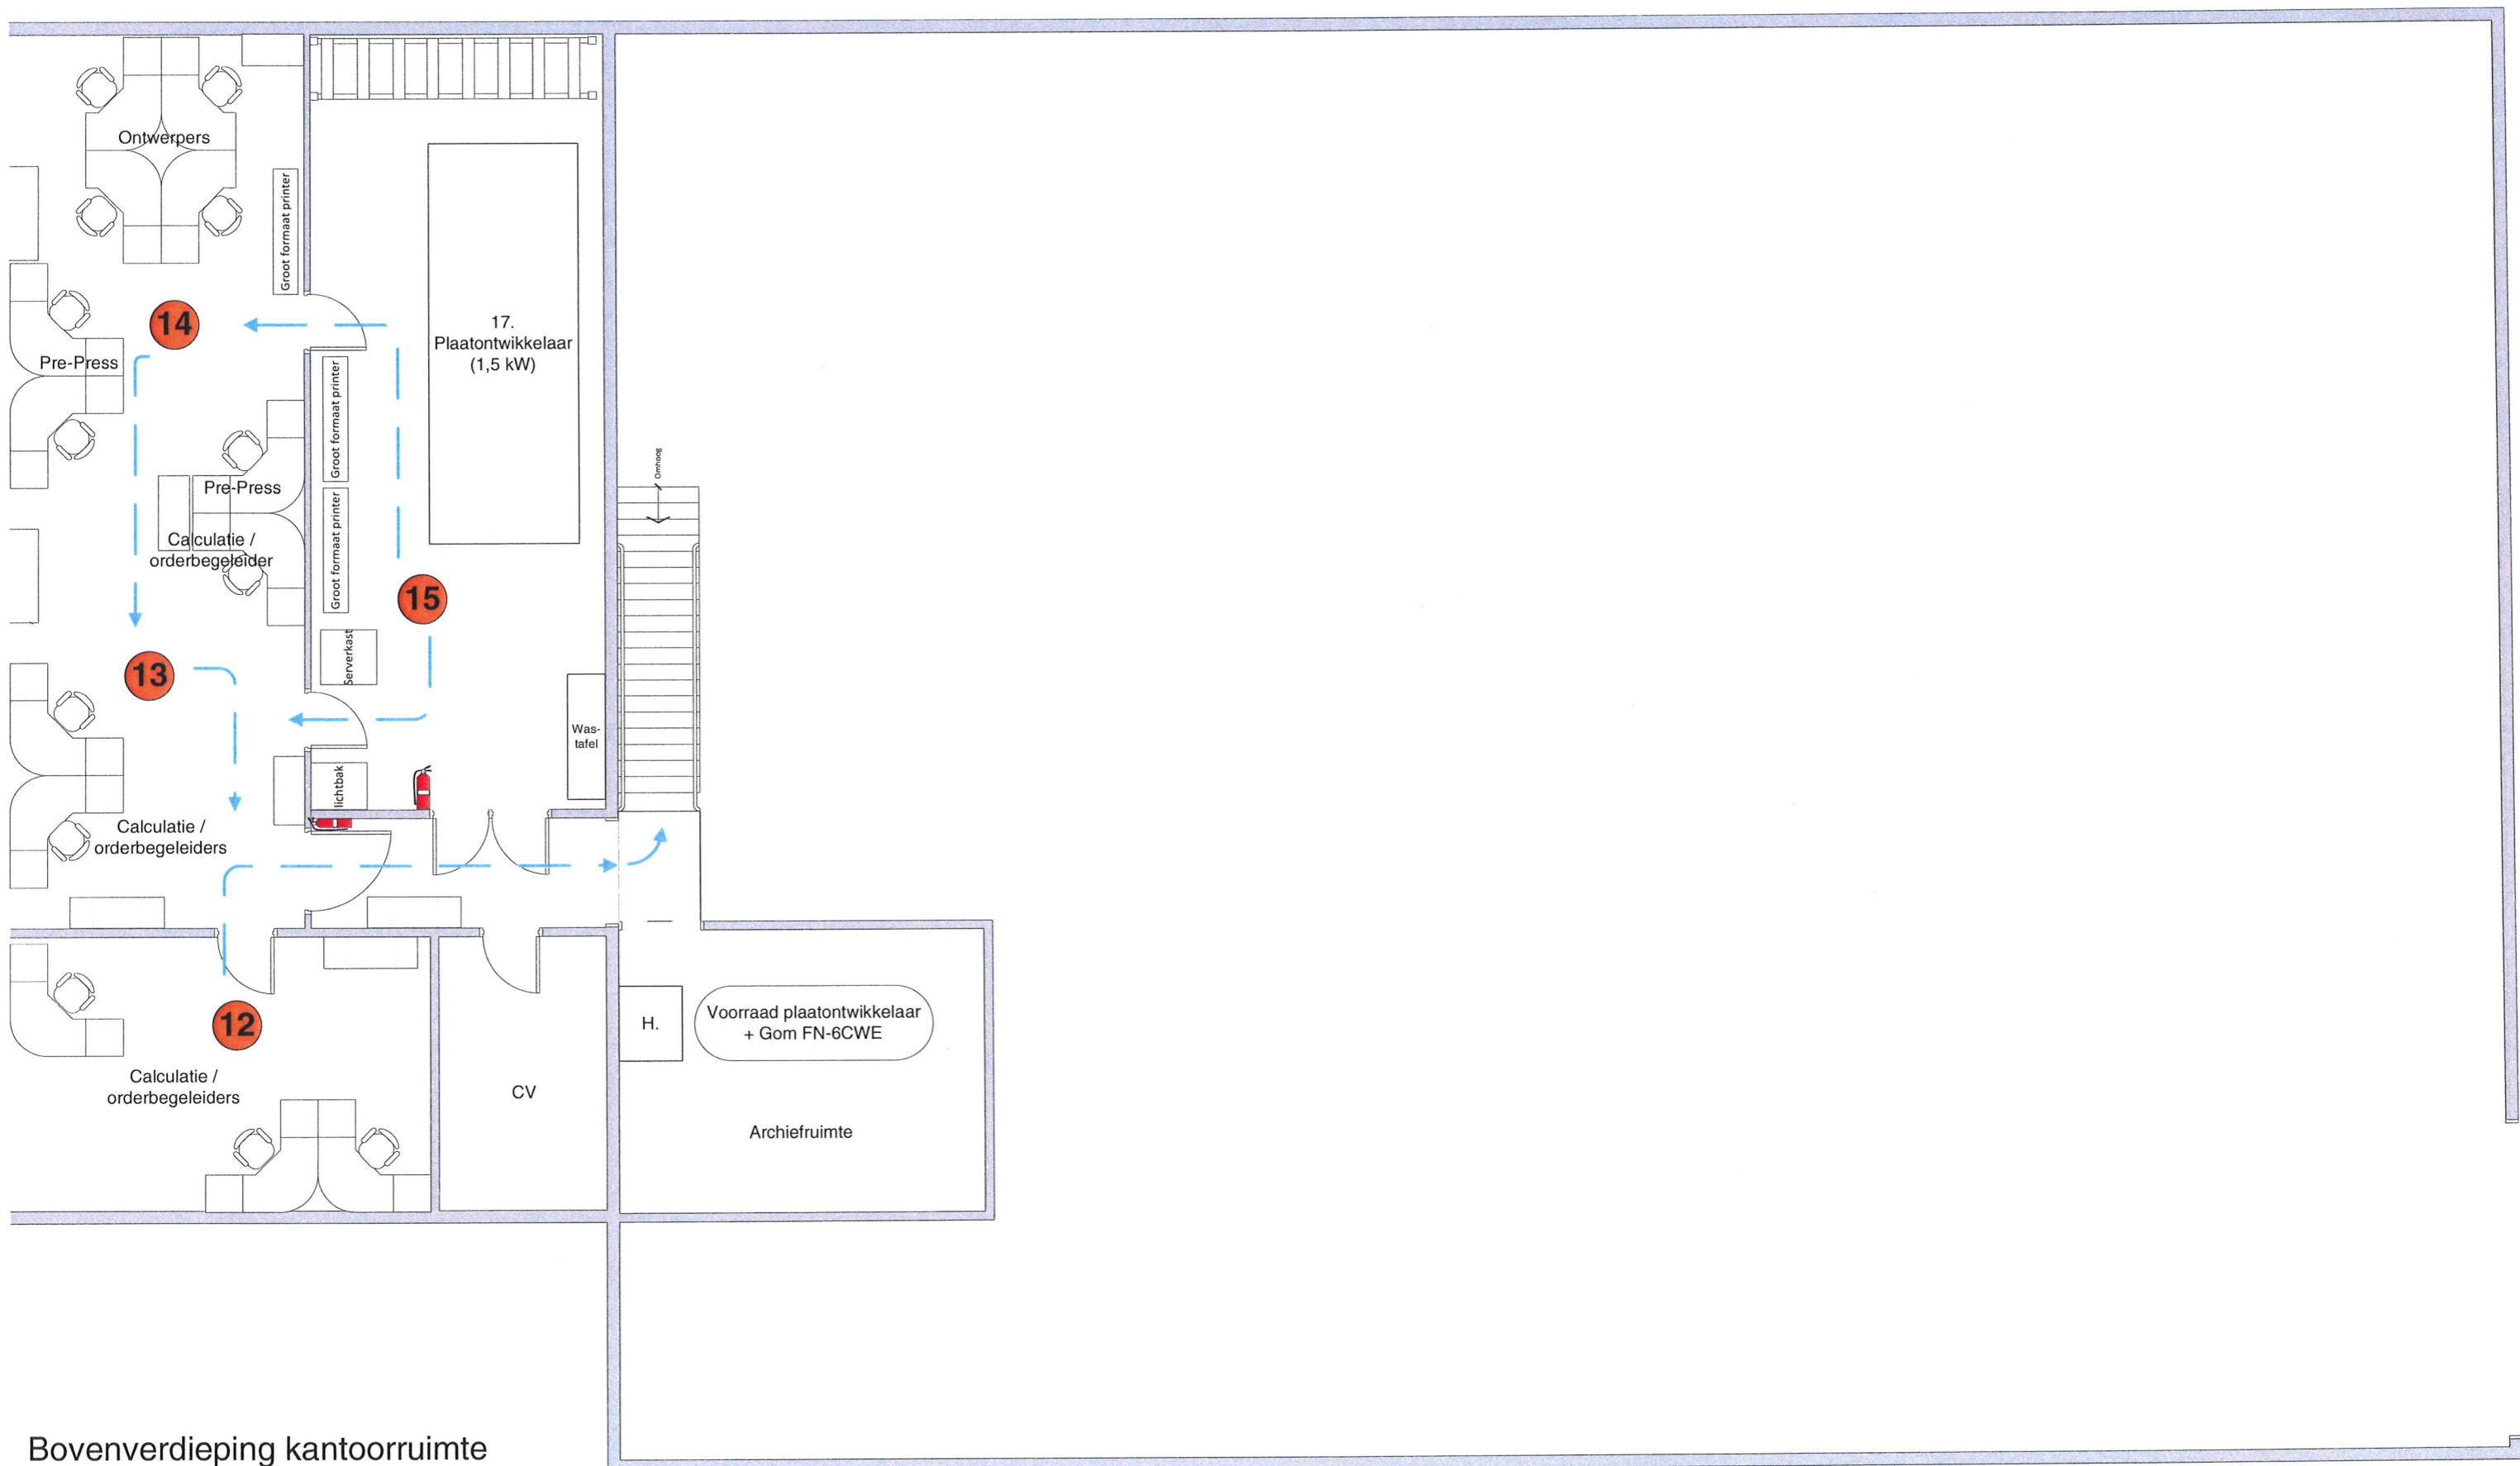 Ontwerpers
Groot formaat printer
14
17.
Plaatontwikkelaar
(1,5 kW)
Pre-Press
Groot formaat printer
Omhoog
Pre-Press
Calculatie /
orderbegeleider
Groot formaat printer
15
Serverkast
13
Was-
tafel
lichtbak
Calculatie /
orderbegeleiders
12
H.
Voorraad plaatontwikkelaar
+ Gom FN-6CWE
Calculatie /
orderbegeleiders
CV
Archiefruimte
Bovenverdieping kantoorruimte